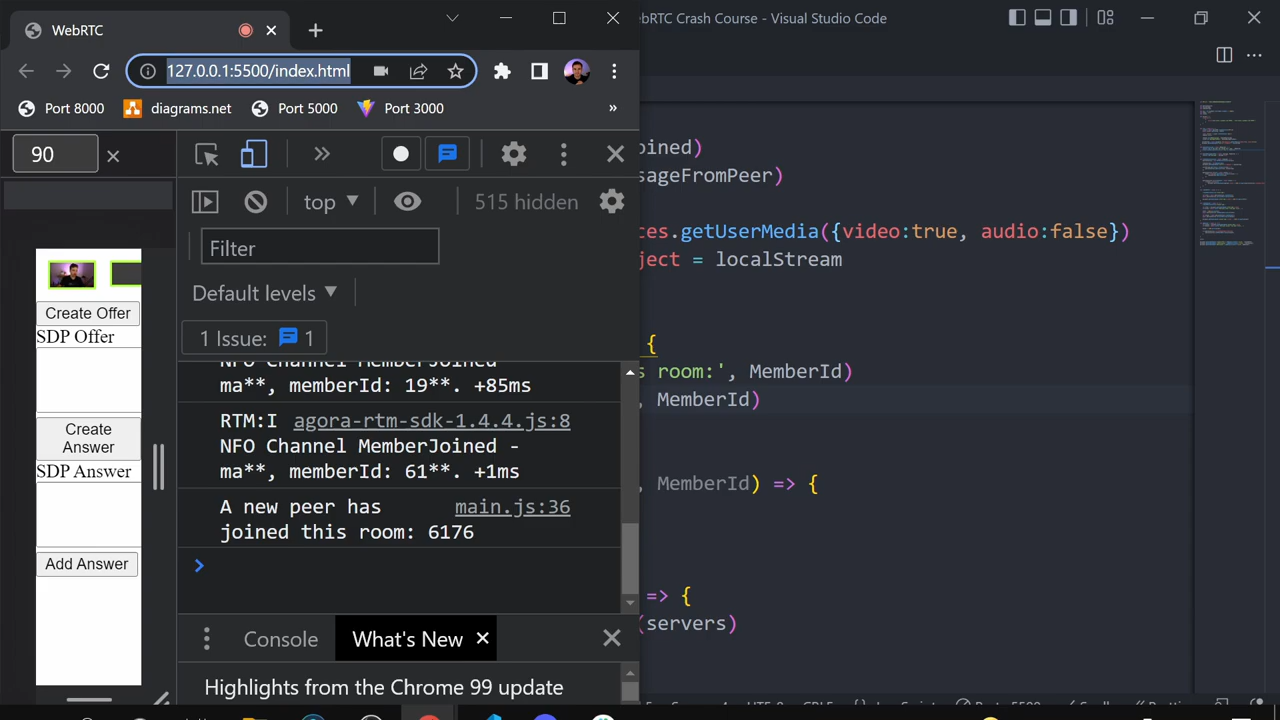 WebRTC
bRTC Crash Course - Visual Studio Code
127.0.0.1:5500/index.html
Port 8000
diagrams.net
Port 5000
Port 3000
»
90
top
515 hidden
Filter
Default levels
1 Issue: 1
NFO Channel MemberJoined
ma**, memberId: 19**. +85ms
RTM:I agora-rtm-sdk-1.4.4.js:8
NFO Channel MemberJoined -
ma**, memberId: 61**. +1ms
A new peer has main.js:36
joined this room: 6176
Console
What's New
Highlights from the Chrome 99 update
Create Offer
SDP Offer
Create
Answer
SDP Answer
Add Answer
oined)
sageFromPeer)
ces.getUserMedia({video:true, audio:false})
ject = localStream
{
s room:', MemberId)
, MemberId)
, MemberId) => {
=> {
(servers)